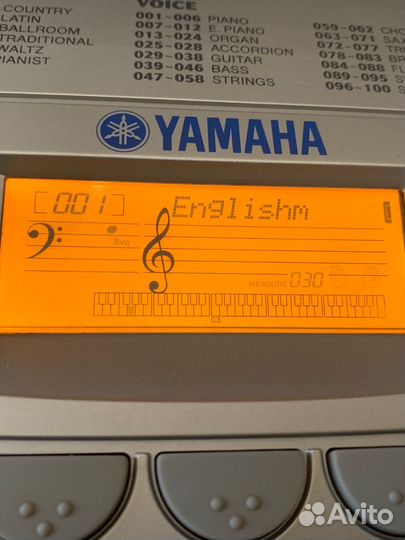 COUNTRY
LATIN
BALLROOM
TRADITIONAL
WALTZ
PIANIST
VOICE
001~006 PIANO
007~012 E. PIANO
013~024 ORGAN
025~028 ACCORDION
029~038 GUITAR
039~046 BASS
047~058 STRINGS
059~062
063~071 SAX
072~077
078~083
084~088
089~095
096~100
YAMAHA
001
Englishm
8va
MEASURE 030
C3
Avito